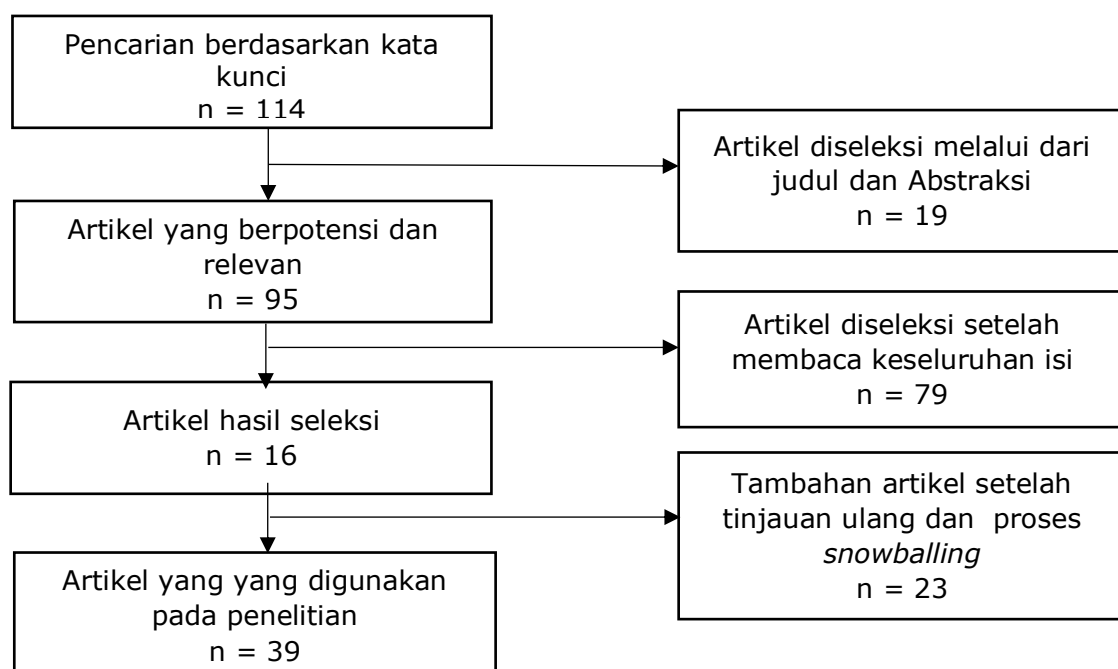 Pencarian berdasarkan kata
kunci
n = 114
Artikel diseleksi melalui dari
judul dan Abstraksi
n = 19
Artikel yang berpotensi dan
relevan
n = 95
Artikel diseleksi setelah
membaca keseluruhan isi
n = 79
Artikel hasil seleksi
n = 16
Tambahan artikel setelah
tinjauan ulang dan proses
snowballing
n = 23
Artikel yang yang digunakan
pada penelitian
n = 39